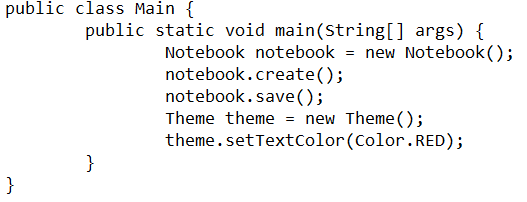 public class Main {
public static void main(String[] args) {
Notebook notebook = new Notebook();
notebook.create();
notebook.save();
Theme theme = new Theme();
theme.setTextColor(Color.RED);
}
}